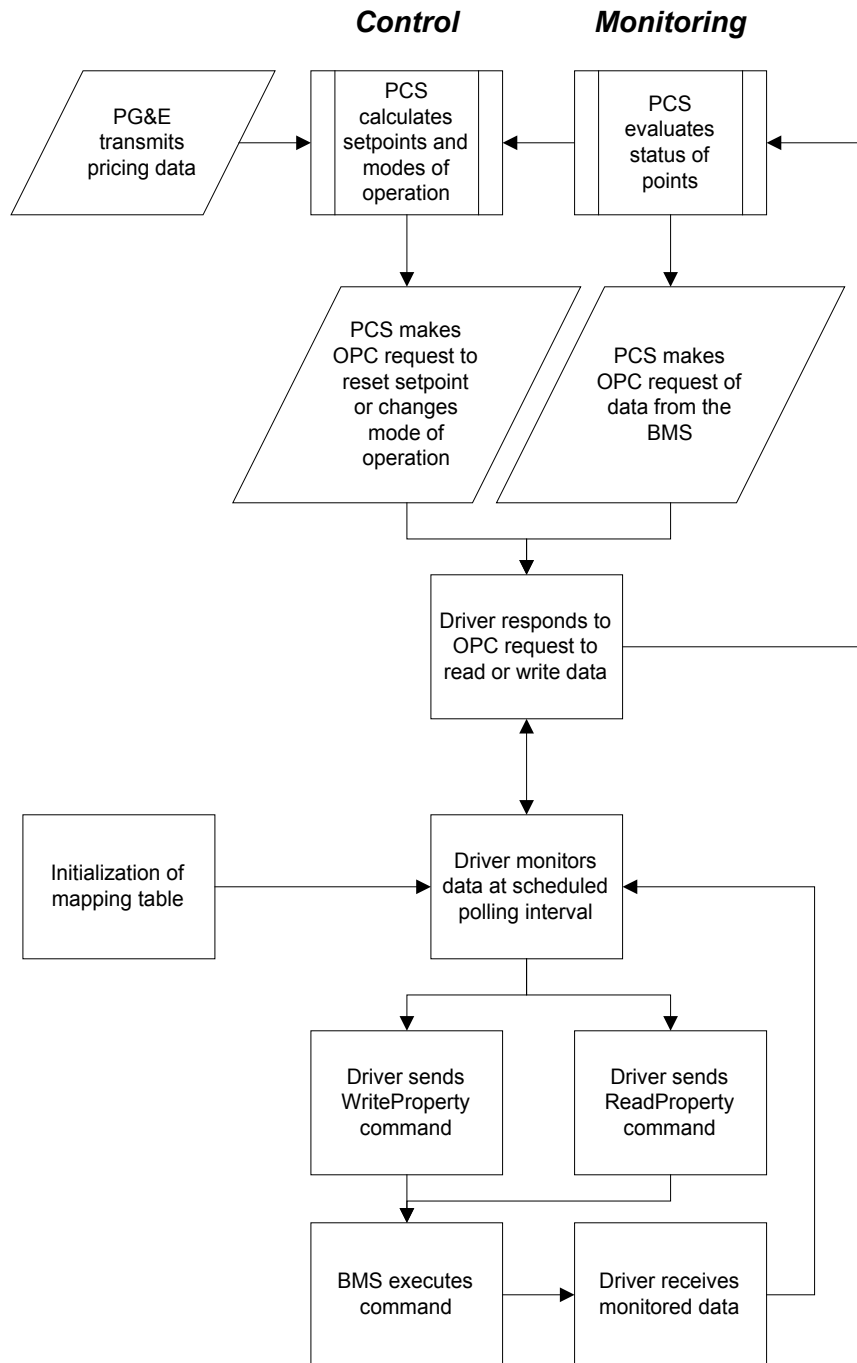 Control
Monitoring
PG&E
transmits
pricing data
PCS
calculates
setpoints and
modes of
operation
PCS
evaluates
status of
points
PCS makes
OPC request to
reset setpoint
or changes
mode of
operation
PCS makes
OPC request of
data from the
BMS
Driver responds to
OPC request to
read or write data
Initialization of
mapping table
Driver monitors
data at scheduled
polling interval
Driver sends
WriteProperty
command
Driver sends
ReadProperty
command
BMS executes
command
Driver receives
monitored data